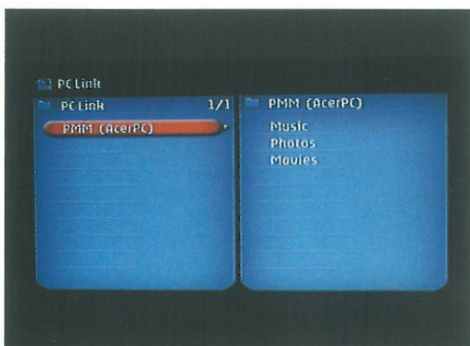 PC Link
PC Link 1/1
PMM (AcerPC)
PMM (AcerPC)
Music
Photos
Movies